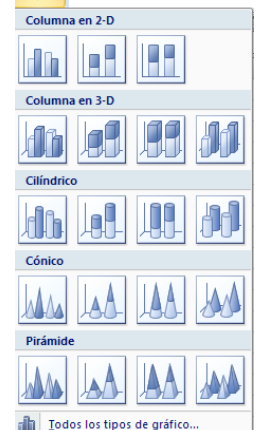 Columna en 2-D
Columna en 3-D
Cilíndrico
Cónico
Pirámide
Todos los tipos de gráfico...